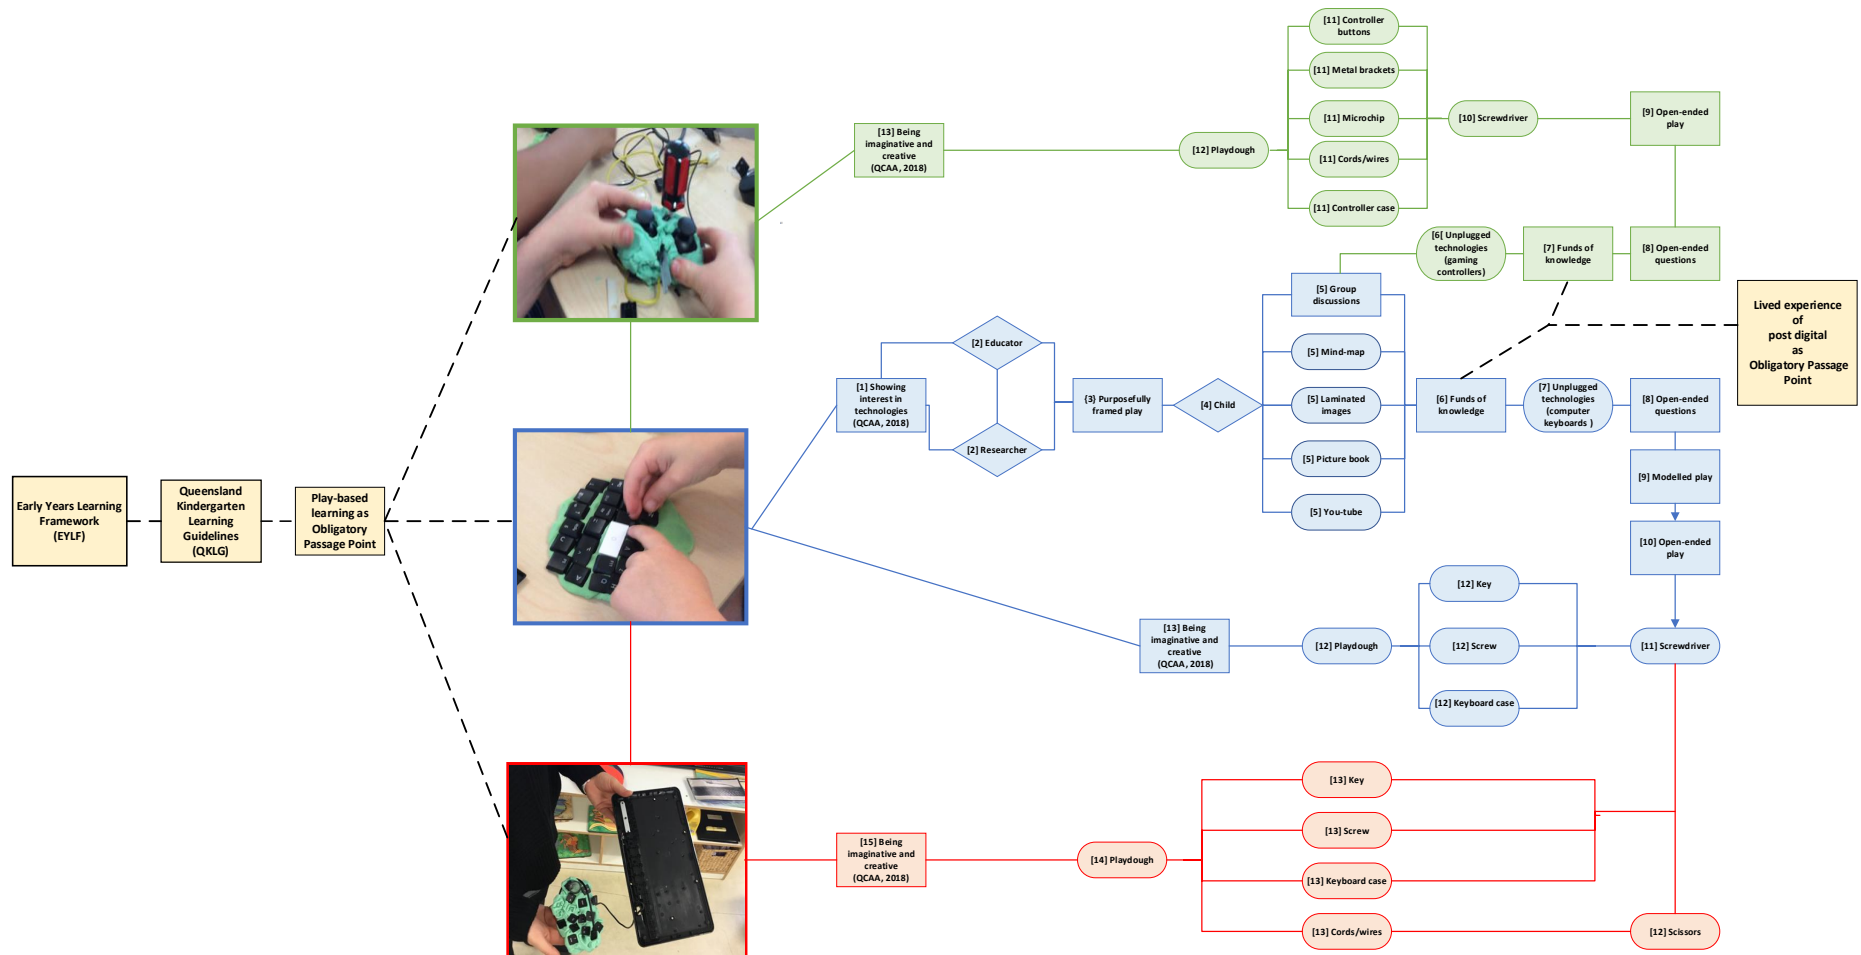 [11] Controller
buttons
[11] Metal brackets
[11] Microchip
[11] Cords/wires
[11] Controller case
[10] Screwdriver
[9] Open-ended
play
[13] Being
imaginative and
creative
(QCAA, 2018)
[12] Playdough
[6[ Unplugged
technologies
(gaming
controllers)
[7] Funds of
knowledge
[8] Open-ended
questions
Lived experience
of
post digital
as
Obligatory Passage
Point
[5] Group
discussions
[5] Mind-map
[5] Laminated
images
[5] Picture book
[5] You-tube
[2] Educator
[2] Researcher
[1] Showing
interest in
technologies
(QCAA, 2018)
{3} Purposefully
framed play
[4] Child
[6] Funds of
knowledge
[7] Unplugged
technologies
(computer
keyboards )
[8] Open-ended
questions
[9] Modelled play
[10] Open-ended
play
Early Years Learning
Framework
(EYLF)
Queensland
Kindergarten
Learning
Guidelines
(QKLG)
Play-based
learning as
Obligatory
Passage Point
[13] Being
imaginative and
creative
(QCAA, 2018)
[12] Playdough
[12] Key
[12] Screw
[12] Keyboard case
[11] Screwdriver
[15] Being
imaginative and
creative
(QCAA, 2018)
[14] Playdough
[13] Key
[13] Screw
[13] Keyboard case
[13] Cords/wires
[12] Scissors